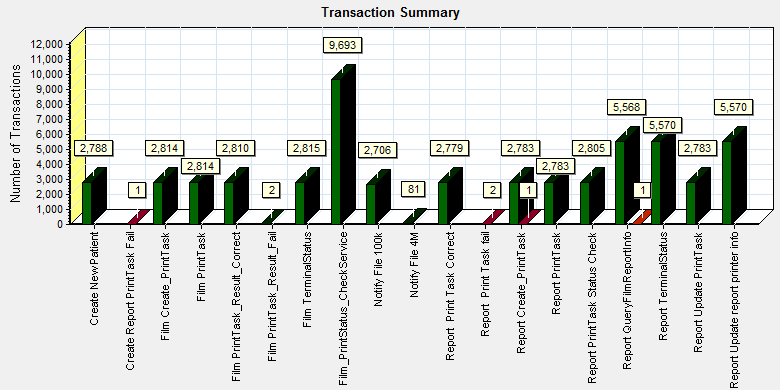 Transaction Summary
Number of Transactions
12,000
11,000
10,000
9,000
8,000
7,000
6,000
5,000
4,000
3,000
2,000
1,000
0
2,788
1
2,814
2,814
2,810
2
2,815
9,693
2,706
81
2,779
2
2,783
1
2,783
2,805
5,568
1
5,570
2,783
5,570
Create NewPatient
Create Report PrintTask Fail
Film Create_PrintTask
Film PrintTask
Film PrintTask_Result_Correct
Film PrintTask_Result_Fail
Film TerminalStatus
Film_PrintStatus_CheckService
Notify File 100k
Notify File 4M
Report Print Task Correct
Report Print Task fail
Report Create_PrintTask
Report PrintTask
Report PrintTask Status Check
Report QueryFilmReportInfo
Report TerminalStatus
Report Update PrintTask
Report Update report printer info